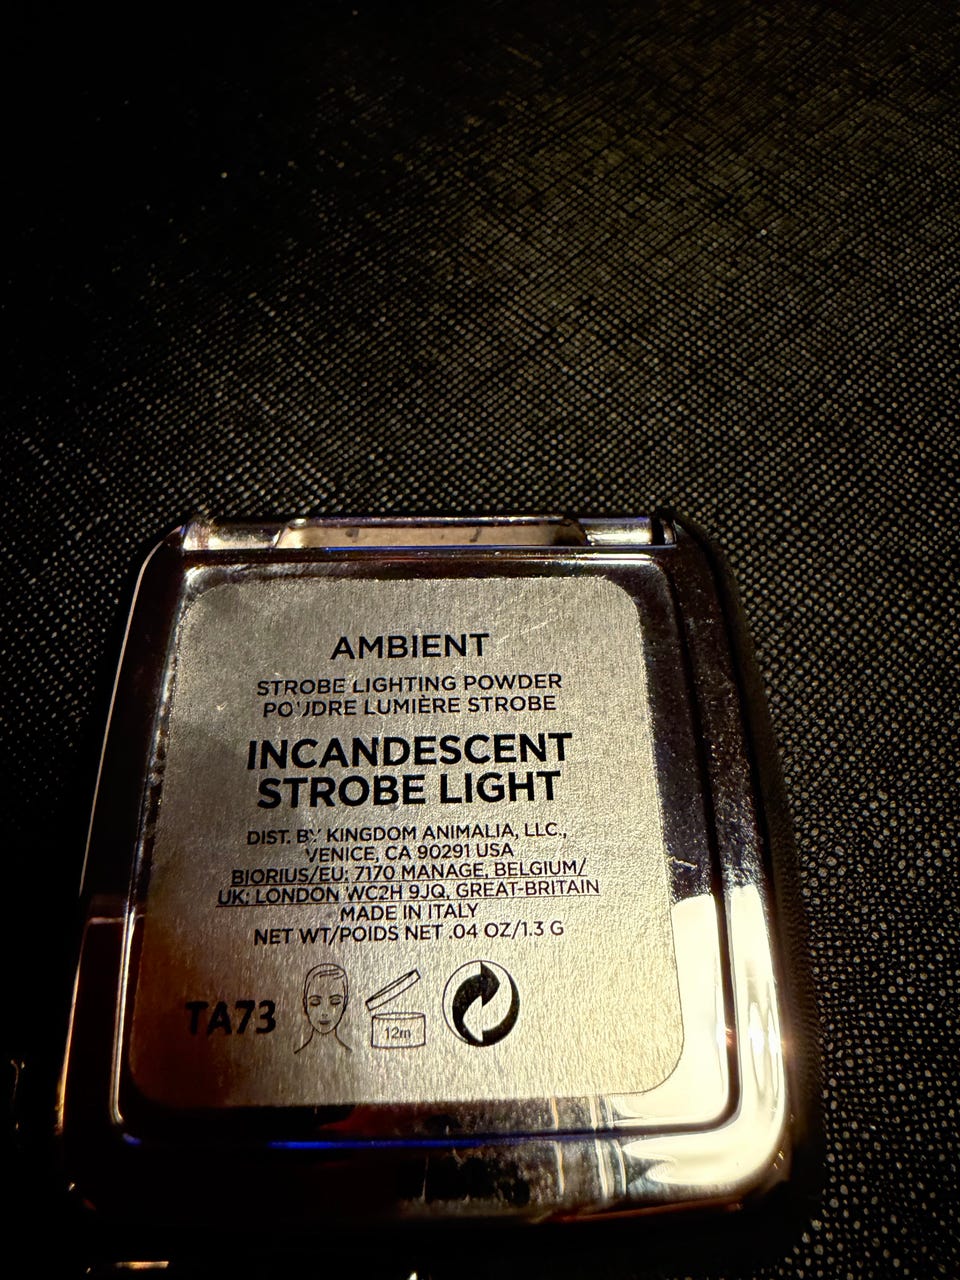 AMBIENT
STROBE LIGHTING POWDER
POUDRE LUMIÈRE STROBE
INCANDESCENT
STROBE LIGHT
DIST. BY KINGDOM ANIMALIA, LLC.,
VENICE, CA 90291 USA
BJORIUS/EU: 7170 MANAGE, BELGIUM/
UK: LONDON WC2H 9JQ, GREAT-BRITAIN
MADE IN ITALY
NET WT/POIDS NET .04 OZ/1.3 G
TA73 12m